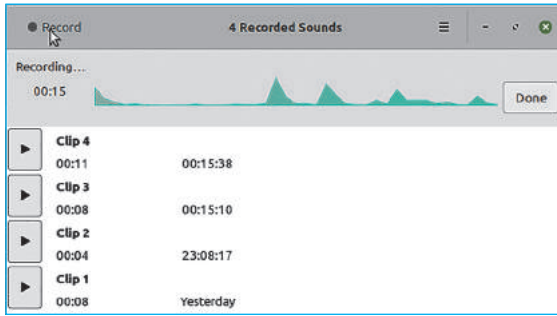 Record 4 Recorded Sounds
Recording...
00:15
Done
Clip 4
00:11 00:15:38
Clip 3
00:08 00:15:10
Clip 2
00:04 23:08:17
Clip 1
00:08 Yesterday